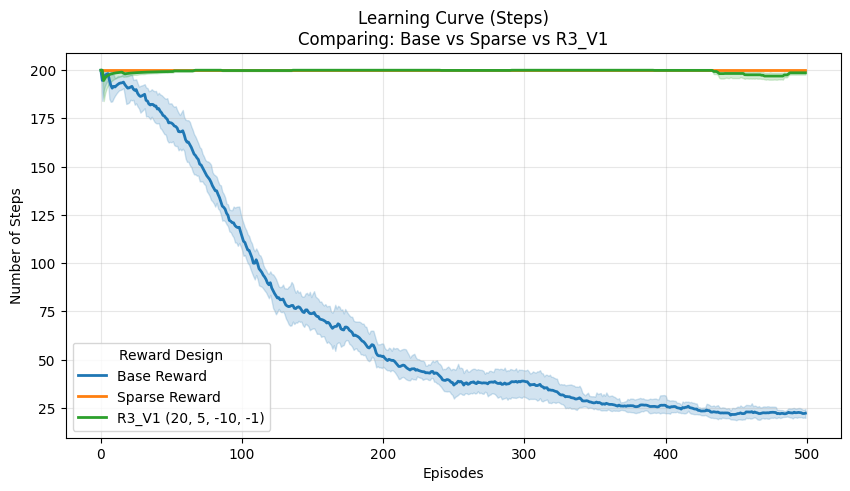 Learning Curve (Steps)
Comparing: Base vs Sparse vs R3_V1
Number of Steps
200
175
150
125
100
75
50
25
Reward Design
Base Reward
Sparse Reward
R3_V1 (20, 5, -10, -1)
0
100
200
300
400
500
Episodes